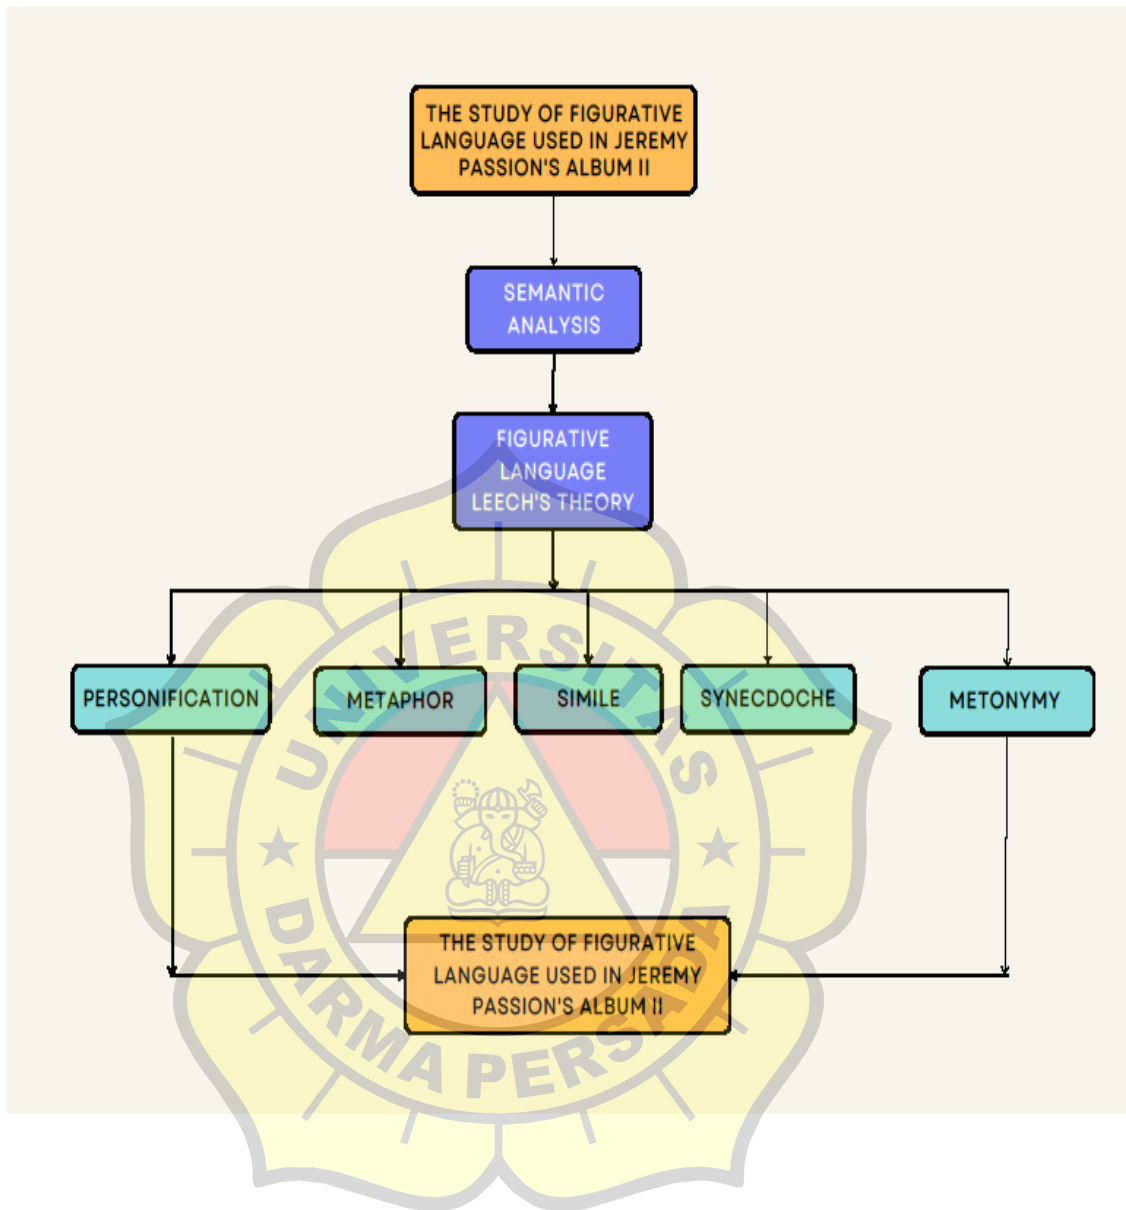 THE STUDY OF FIGURATIVE
LANGUAGE USED IN JEREMY
PASSION'S ALBUM II
SEMANTIC
ANALYSIS
FIGURATIVE
LANGUAGE
LEECH'S THEORY
PERSONIFICATION
METAPHOR
SIMILE
SYNECDOCHE
METONYMY
THE STUDY OF FIGURATIVE
LANGUAGE USED IN JEREMY
PASSION'S ALBUM II
UNIVERSITAS
DARMA PERSADA